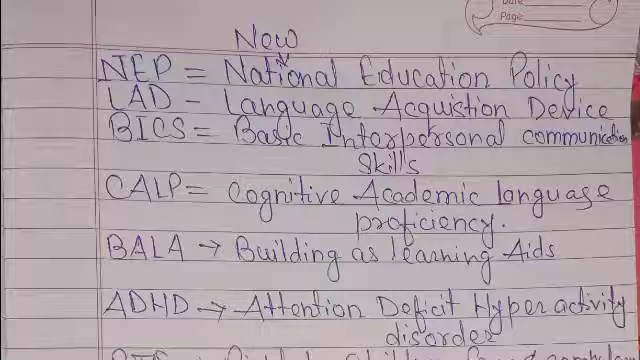 Date
Page
New
NEP = National Education Policy
LAD - Language Acquistion Device
BICS = Basic Interpersonal communication
skills
CALP = Cognitive Academic language
proficiency.
BALA → Building as learning Aids
ADHD → Attention Deficit Hyperactivity
disorder